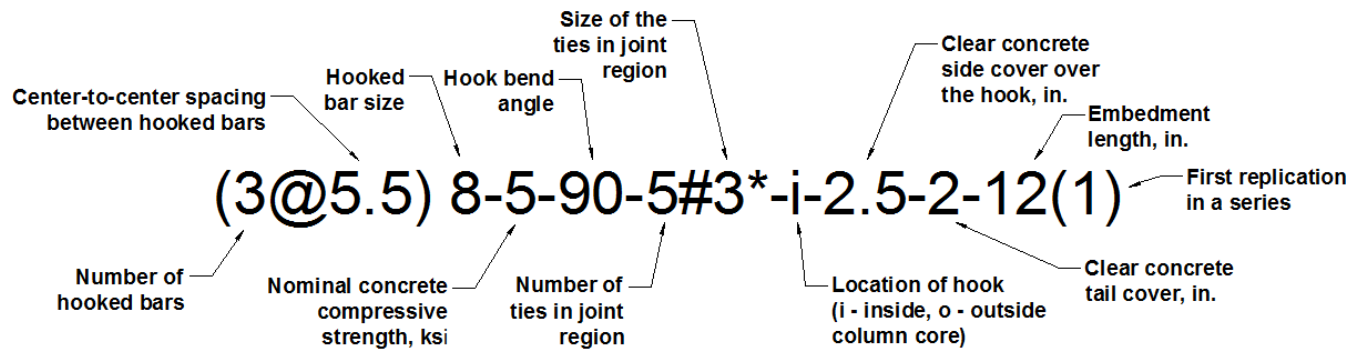 Size of the
ties in joint
region
Clear concrete
side cover over
the hook, in.
Hooked
bar size
Hook bend
angle
Center-to-center spacing
between hooked bars
Embedment
length, in.
(3@5.5) 8-5-90-5#3*-i-2.5-2-12(1)
First replication
in a series
Number of
hooked bars
Nominal concrete
compressive
strength, ksi
Number of
ties in joint
region
Location of hook
(i - inside, o - outside
column core)
Clear concrete
tail cover, in.